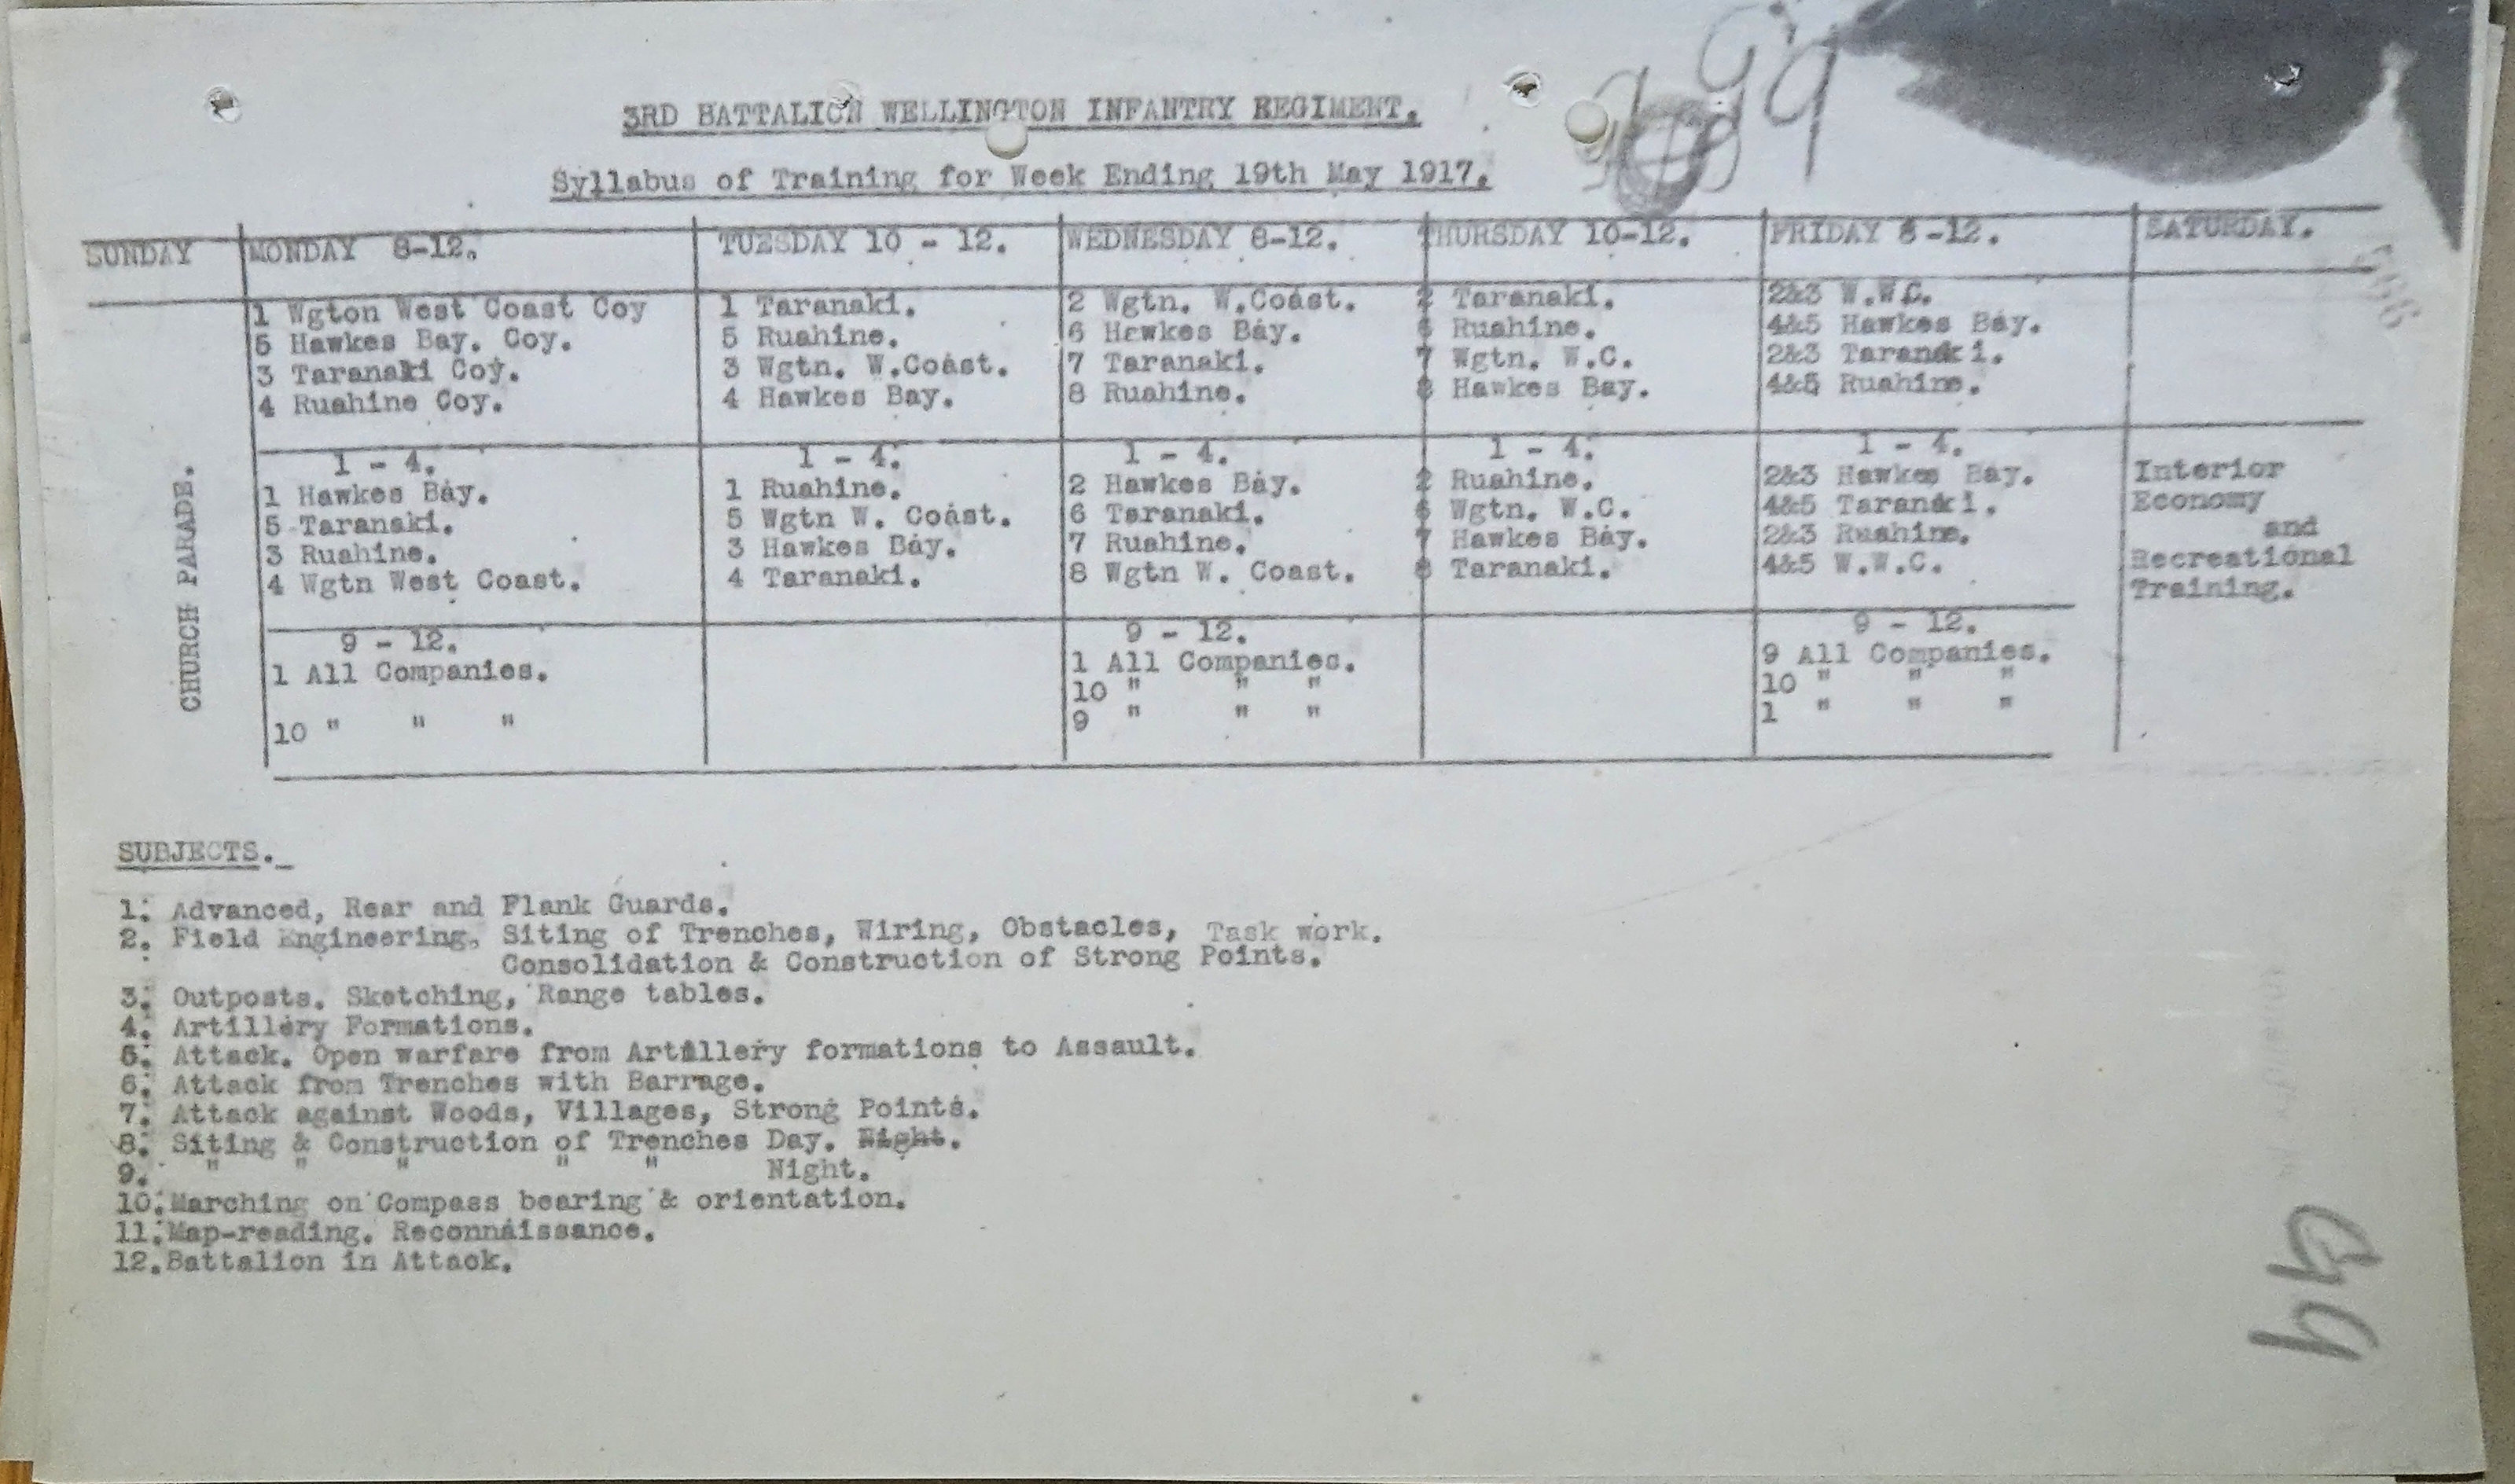 3RD BATTALION WELLINGTON INFANTRY REGIMENT.
Syllabus of Training for Week Ending 19th May 1917.
SUNDAY
CHURCH PARADE.
MONDAY 8-12.
1 Wgton West Coast Coy
5 Hawkes Bay. Coy.
3 Taranaki Coy.
4 Ruahine Coy.
1 - 4.
1 Hawkes Bay.
5 Taranaki.
3 Ruahine.
4 Wgtn West Coast.
9 - 12.
1 All Companies.
10 " " "
TUESDAY 10 - 12.
1 Taranaki.
5 Ruahine.
3 Wgtn. W.Coast.
4 Hawkes Bay.
1 - 4.
1 Ruahine.
5 Wgtn W. Coast.
3 Hawkes Bay.
4 Taranaki.
WEDNESDAY 8-12.
2 Wgtn. W.Coast.
6 Hawkes Bay.
7 Taranaki.
8 Ruahine.
1 - 4.
2 Hawkes Bay.
6 Taranaki.
7 Ruahine.
8 Wgtn W. Coast.
9 - 12.
1 All Companies.
10 " " "
9 " " "
THURSDAY 10-12.
2 Taranaki.
6 Ruahine.
7 Wgtn. W.C.
8 Hawkes Bay.
1 - 4.
2 Ruahine.
6 Wgtn. W.C.
7 Hawkes Bay.
8 Taranaki.
FRIDAY 8-12.
2&3 W.W.C.
4&5 Hawkes Bay.
2&3 Taranaki.
4&5 Ruahine.
1 - 4.
2&3 Hawkes Bay.
4&5 Taranaki.
2&3 Ruahine.
4&5 W.W.C.
9 - 12.
9 All Companies.
10 " " "
1 " " "
SATURDAY.
Interior
Economy
and
Recreational
Training.
SUBJECTS.
1. Advanced, Rear and Flank Guards.
2. Field Engineering, Siting of Trenches, Wiring, Obstacles, Task work.
Consolidation & Construction of Strong Points.
3. Outposts. Sketching, Range tables.
4. Artillery Formations.
5. Attack. Open warfare from Artillery formations to Assault.
6. Attack from Trenches with Barrage.
7. Attack against Woods, Villages, Strong Points.
8. Siting & Construction of Trenches Day. Night.
9. " " " " " Night.
10. Marching on Compass bearing & orientation.
11. Map-reading. Reconnaissance.
12. Battalion in Attack.